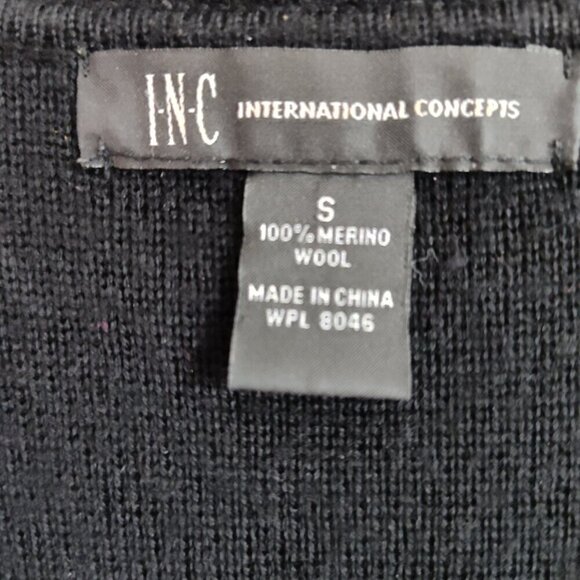 I·N·C INTERNATIONAL CONCEPTS
S
100% MERINO
WOOL
MADE IN CHINA
WPL 8046